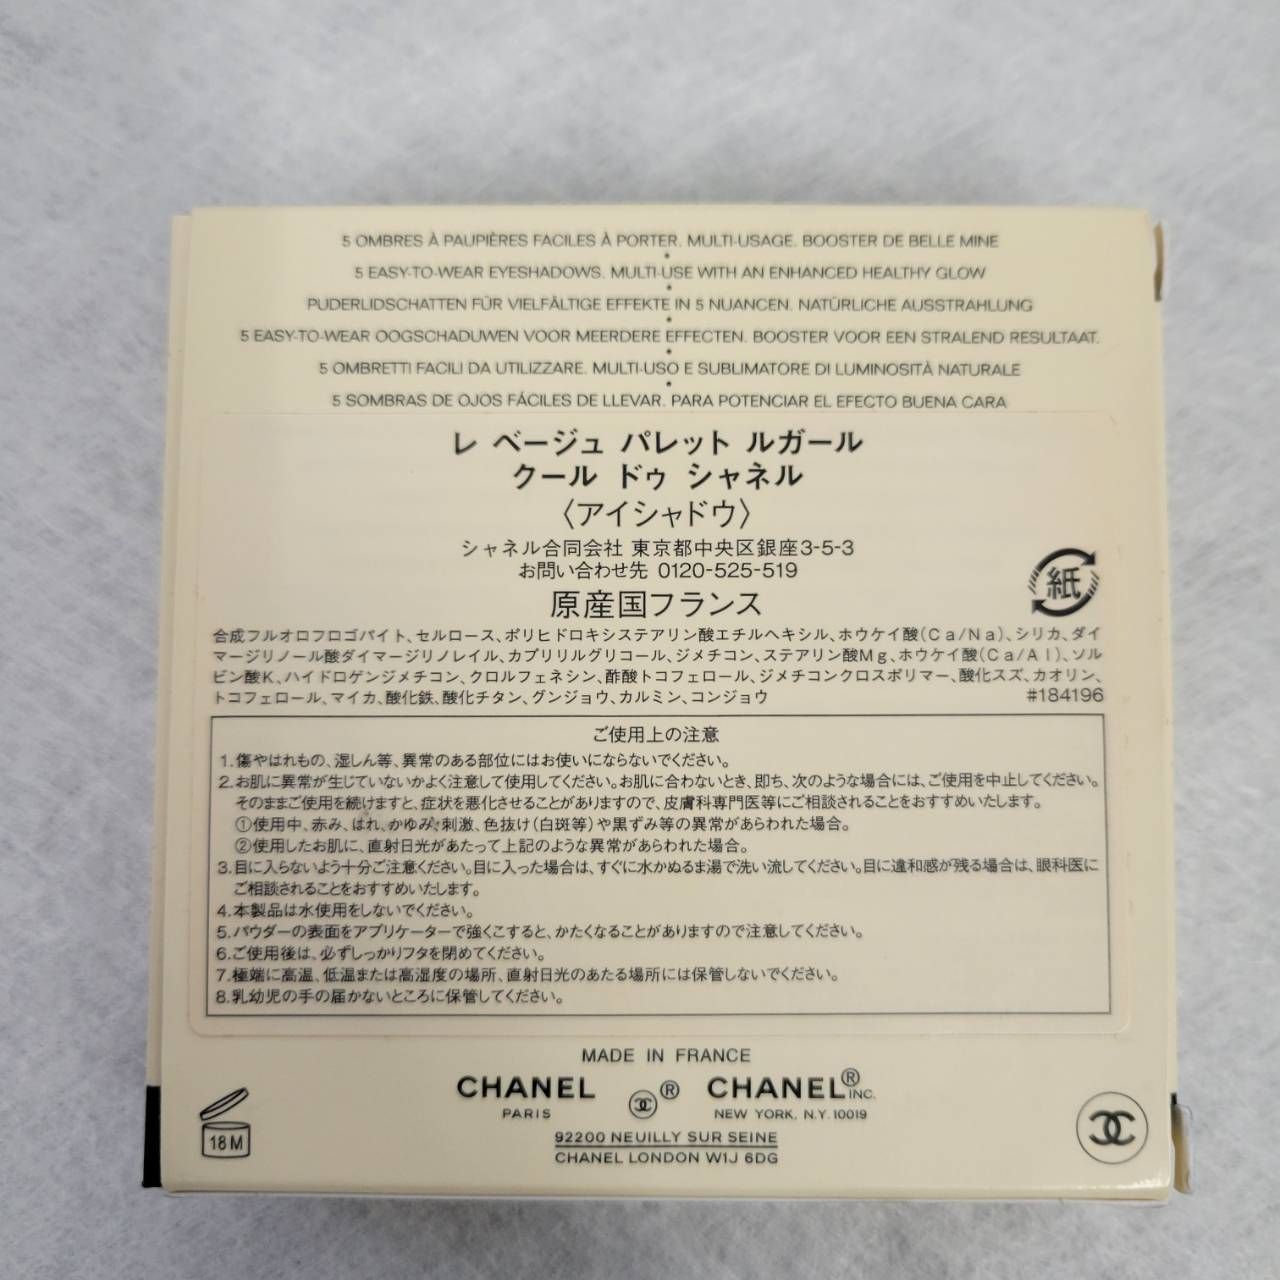 5 OMBRES À PAUPIÈRES FACILES À PORTER. MULTI-USAGE. BOOSTER DE BELLE MINE
•
5 EASY-TO-WEAR EYESHADOWS. MULTI-USE WITH AN ENHANCED HEALTHY GLOW
•
PUDERLIDSCHATTEN FÜR VIELFÄLTIGE EFFEKTE IN 5 NUANCEN. NATÜRLICHE AUSSTRAHLUNG
•
5 EASY-TO-WEAR OOGSCHADUWEN VOOR MEERDERE EFFECTEN. BOOSTER VOOR EEN STRALEND RESULTAAT.
•
5 OMBRETTI FACILI DA UTILIZZARE. MULTI-USO E SUBLIMATORE DI LUMINOSITÀ NATURALE
•
5 SOMBRAS DE OJOS FÁCILES DE LLEVAR. PARA POTENCIAR EL EFECTO BUENA CARA
レ ベージュ パレット ルガール
クール ドゥ シャネル
〈アイシャドウ〉
シャネル合同会社 東京都中央区銀座3-5-3
お問い合わせ先 0120-525-519
原産国フランス
紙
合成フルオロフロゴパイト、セルロース、ポリヒドロキシステアリン酸エチルヘキシル、ホウケイ酸(Ca/Na)、シリカ、ダイ
マージリノール酸ダイマージリノレイル、カプリリルグリコール、ジメチコン、ステアリン酸Mg、ホウケイ酸(Ca/Al)、ソル
ビン酸K、ハイドロゲンジメチコン、クロルフェネシン、酢酸トコフェロール、ジメチコンクロスポリマー、酸化スズ、カオリン、
トコフェロール、マイカ、酸化鉄、酸化チタン、グンジョウ、カルミン、コンジョウ #184196
ご使用上の注意
1.傷やはれもの、湿しん等、異常のある部位にはお使いにならないでください。
2.お肌に異常が生じていないかよく注意して使用してください。お肌に合わないとき、即ち、次のような場合には、ご使用を中止してください。
そのままご使用を続けますと、症状を悪化させることがありますので、皮膚科専門医等にご相談されることをおすすめいたします。
①使用中、赤み、はれ、かゆみ、刺激、色抜け(白斑等)や黒ずみ等の異常があらわれた場合。
②使用したお肌に、直射日光があたって上記のような異常があらわれた場合。
3.目に入らないよう十分ご注意ください。目に入った場合は、すぐに水かぬるま湯で洗い流してください。目に違和感が残る場合は、眼科医に
ご相談されることをおすすめいたします。
4.本製品は水使用をしないでください。
5.パウダーの表面をアプリケーターで強くこすると、かたくなることがありますので注意してください。
6.ご使用後は、必ずしっかりフタを閉めてください。
7.極端に高温、低温または高湿度の場所、直射日光のあたる場所には保管しないでください。
8.乳幼児の手の届かないところに保管してください。
MADE IN FRANCE
CHANEL ® CHANEL® INC.
PARIS NEW YORK, N.Y. 10019
92200 NEUILLY SUR SEINE
CHANEL LONDON W1J 6DG
18 M